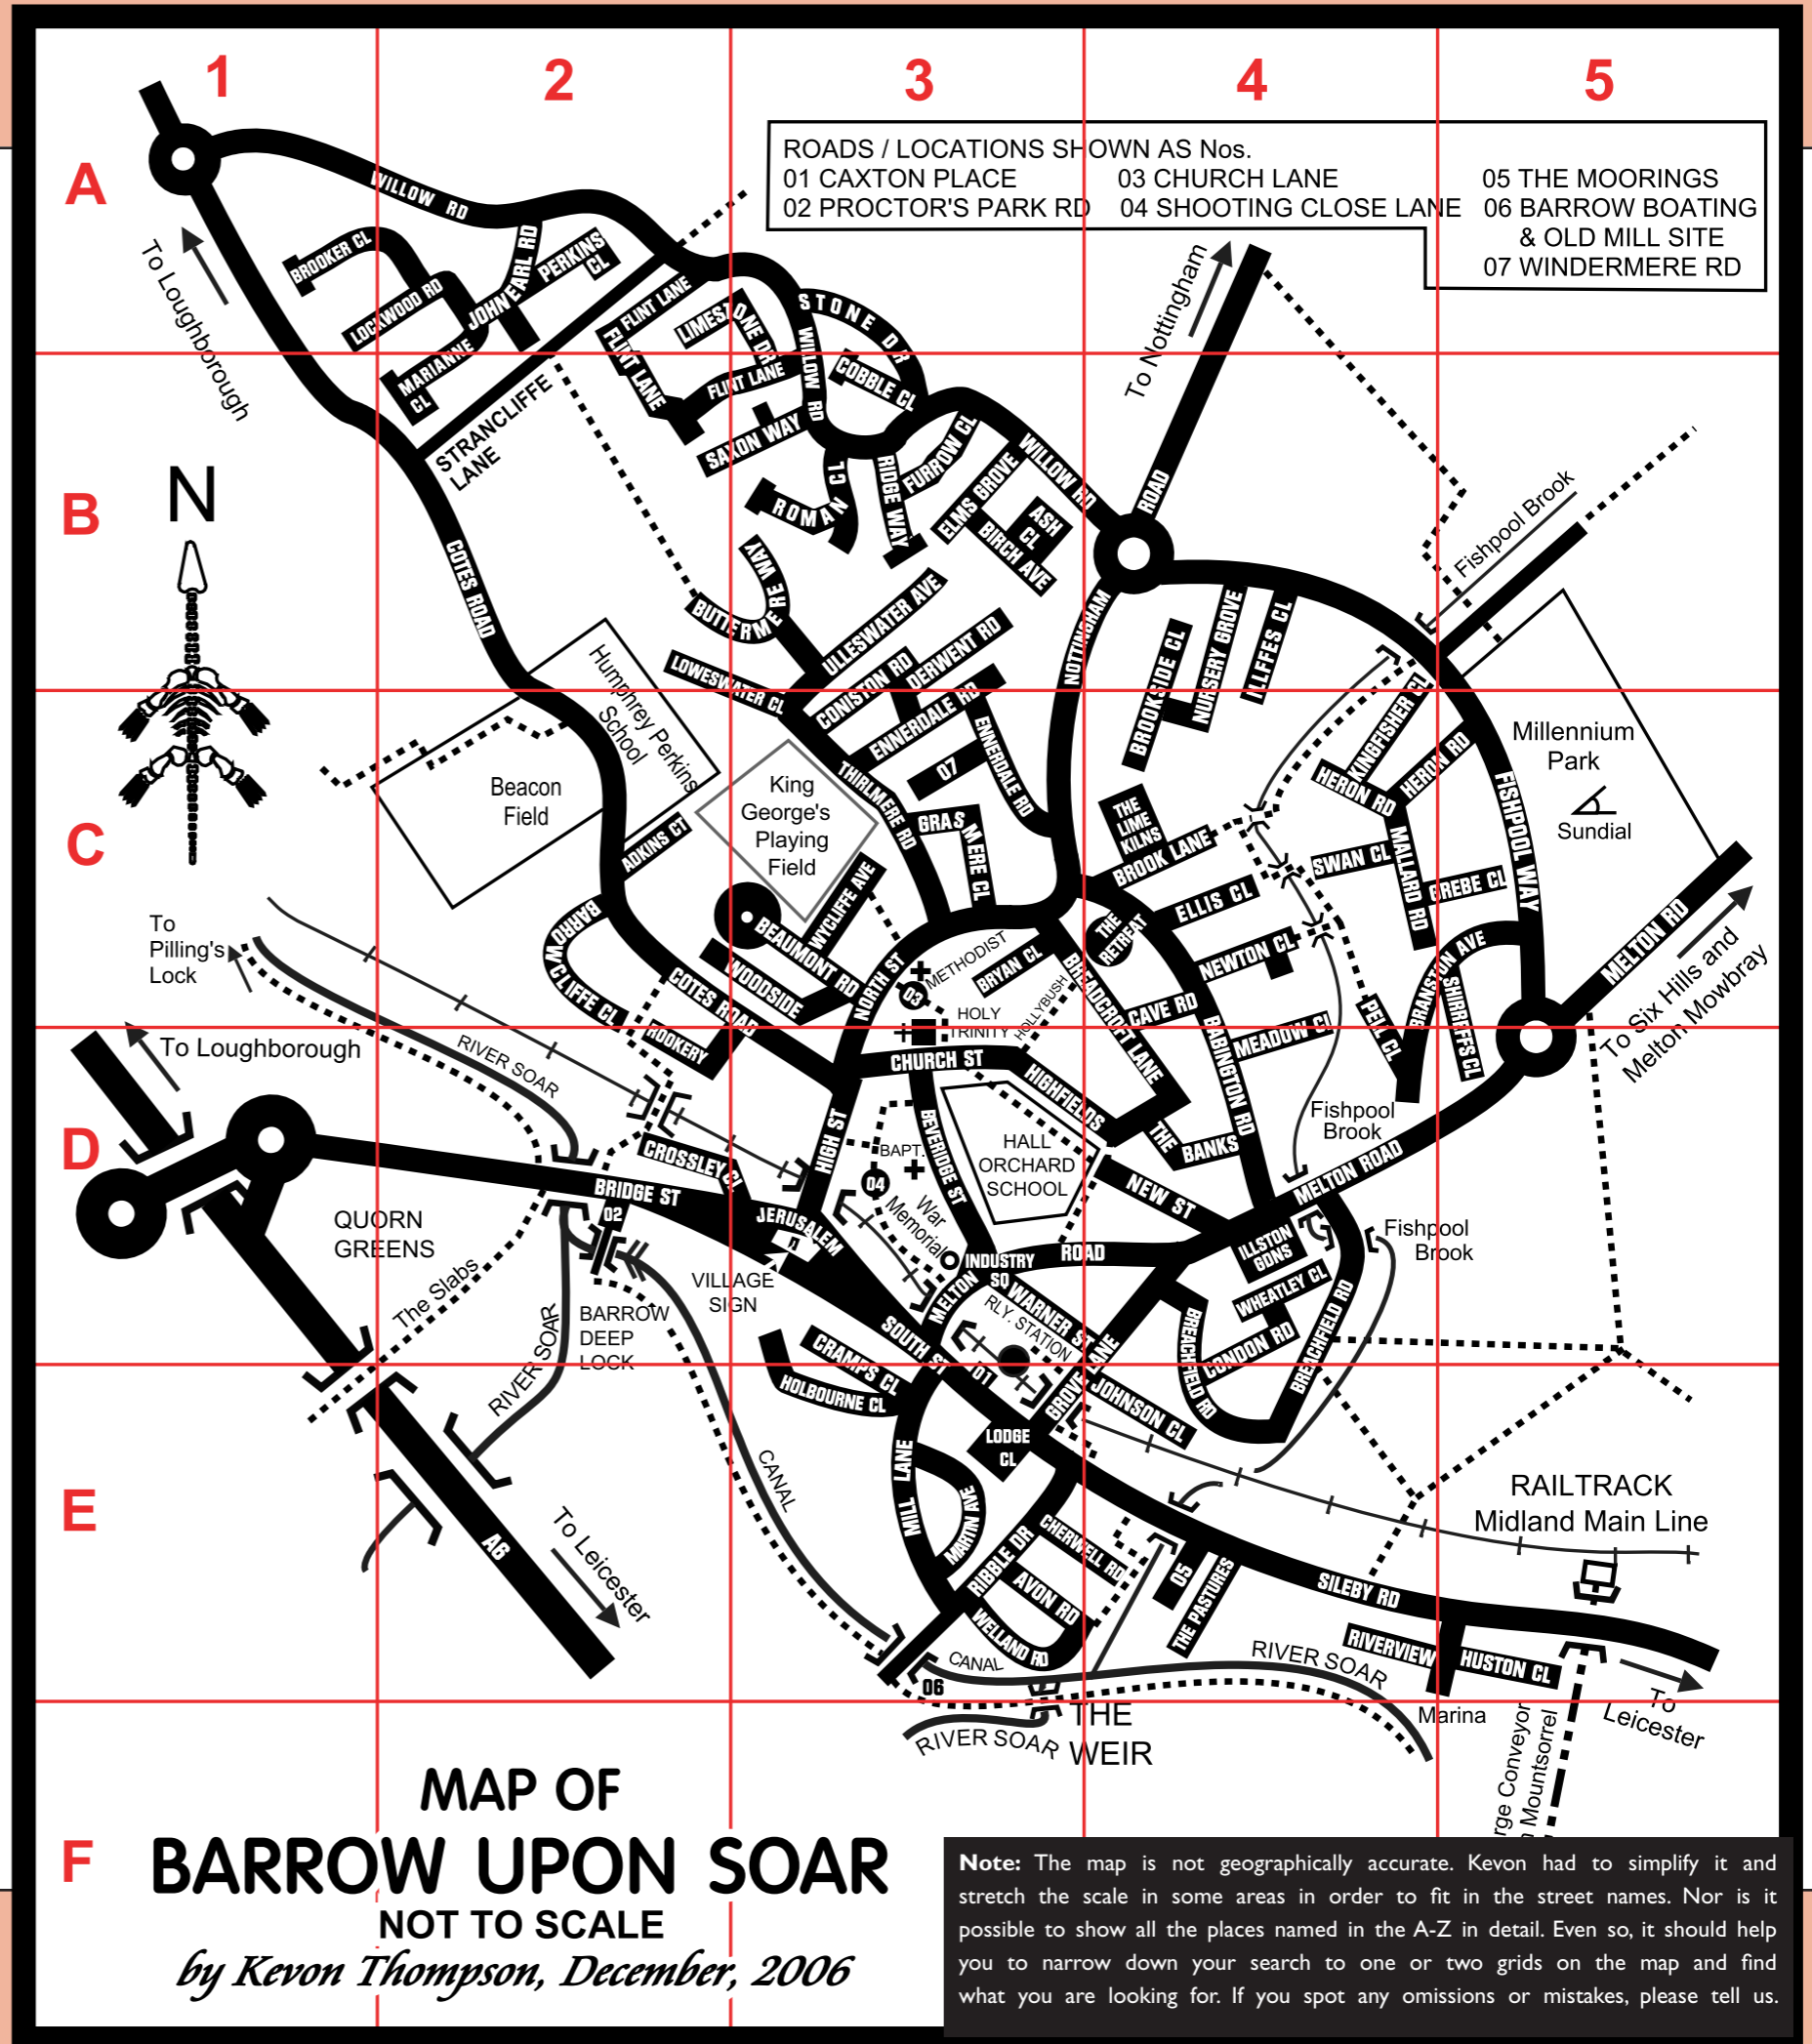 1
2
3
4
5
A
B
C
D
E
F
ROADS / LOCATIONS SHOWN AS Nos.
01 CAXTON PLACE
02 PROCTOR'S PARK RD
03 CHURCH LANE
04 SHOOTING CLOSE LANE
05 THE MOORINGS
06 BARROW BOATING
& OLD MILL SITE
07 WINDERMERE RD
WILLOW RD
To Loughborough
BROOKER CL
LOCKWOOD RD
JOHN EARL RD
PERKINS
CL
MARIANNE
CL
STRANCLIFFE
LANE
FLINT LANE
FLINT LANE
LIMESTONE DR
FLINT LANE
WILLOW RD
STONE DR
COBBLE CL
SAXON WAY
ROMAN CL
RIDGE WAY
FURROW CL
ELMS GROVE
WILLOW RD
ASH
CL
BIRCH AVE
To Nottingham
NOTTINGHAM
ROAD
N
COTES ROAD
Fishpool Brook
BUTTERMERE WAY
ULLESWATER AVE
LOWESWATER CL
CONISTON RD
DERWENT RD
ENNERDALE RD
ENNERDALE RD
07
THIRLMERE RD
GRASMERE CL
BROOKSIDE CL
NURSERY GROVE
ILLFFES CL
Humphrey Perkins
School
Beacon
Field
King
George's
Playing
Field
ADKINS CT
WYCLIFFE AVE
BEAUMONT RD
WOODSIDE
BARROW CLIFFE CL
COTES ROAD
ROOKERY
NORTH ST
METHODIST
03
BRYAN CL
HOLY
TRINITY
HOLLYBUSH
THE
LIME
KILNS
BROOK LANE
ELLIS CL
THE
RETREAT
NEWTON CL
BREADCROFT LANE
CAVE RD
BABINGTON RD
MEADOW CL
KINGFISHER CL
HERON RD
HERON RD
MALLARD RD
SWAN CL
GREBE CL
FISHPOOL WAY
Millennium
Park
Sundial
MELTON RD
To Six Hills and
Melton Mowbray
BRANSTON AVE
SHIRREFFS CL
PELL CL
To
Pilling's
Lock
To Loughborough
RIVER SOAR
CHURCH ST
HIGHFIELDS
HALL
ORCHARD
SCHOOL
BEVERIDGE ST
BAPT.
04
War
Memorial
HIGH ST
CROSSLEY CL
BRIDGE ST
02
JERUSALEM
VILLAGE
SIGN
QUORN
GREENS
The Slabs
RIVER SOAR
BARROW
DEEP
LOCK
THE
BANKS
NEW ST
Fishpool
Brook
MELTON ROAD
ILLSTON
GDNS
Fishpool
Brook
WHEATLEY CL
CONDON RD
BREACHFIELD RD
BREACHFIELD RD
INDUSTRY
SQ
MELTON
ROAD
WARNER ST
RLY. STATION
SOUTH ST
01
GROVE LANE
JOHNSON CL
CRAMPS CL
HOLBOURNE CL
LODGE
CL
MILL LANE
MARTIN AVE
CANAL
RIBBLE DR
CHERWELL RD
AVON RD
WELLAND RD
05
THE PASTURES
SILEBY RD
RAILTRACK
Midland Main Line
RIVERVIEW
HUSTON CL
A6
To Leicester
CANAL
06
RIVER SOAR
RIVER SOAR
THE
WEIR
Marina
To
Leicester
Conveyor
Mountsorrel
MAP OF
BARROW UPON SOAR
NOT TO SCALE
by Kevon Thompson, December, 2006
Note: The map is not geographically accurate. Kevon had to simplify it and
stretch the scale in some areas in order to fit in the street names. Nor is it
possible to show all the places named in the A-Z in detail. Even so, it should help
you to narrow down your search to one or two grids on the map and find
what you are looking for. If you spot any omissions or mistakes, please tell us.